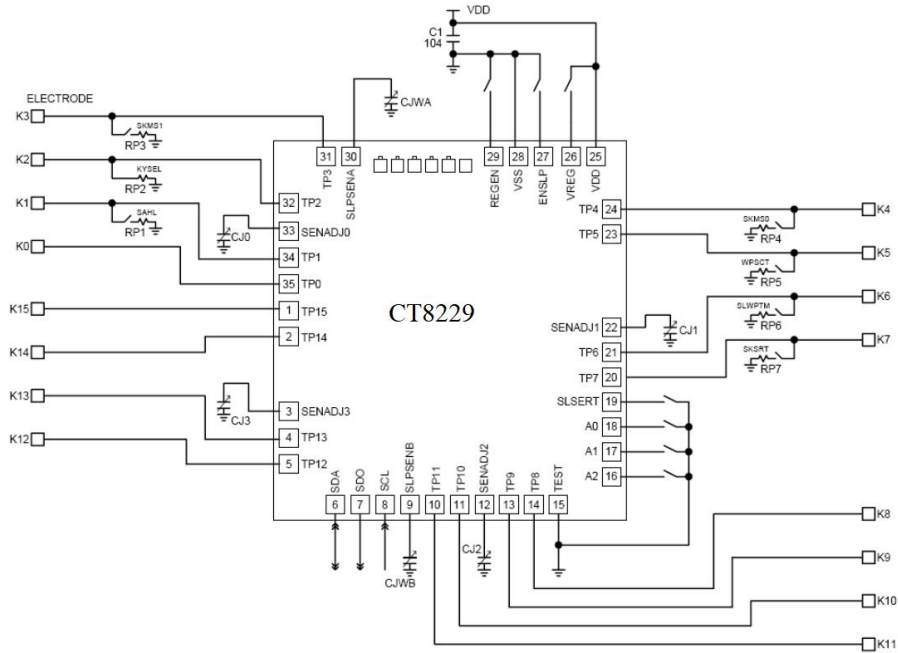 VDD
C1
104
CJWA
ELECTRODE
K3
SKMS1
RP3
K2
KYSEL
RP2
K1
SAHL
RP1
K0
K15
K14
K13
K12
31
30
29
28
27
26
25
TP3
SLPSENA
REGEN
VSS
ENSLP
VREG
VDD
32 TP2
33 SENADJ0
CJ0
34 TP1
35 TP0
1 TP15
2 TP14
3 SENADJ3
CJ3
4 TP13
5 TP12
CT8229
TP4 24
TP5 23
SENADJ1 22
CJ1
TP6 21
TP7 20
SLSERT 19
A0 18
A1 17
A2 16
K4
SKMS0
RP4
K5
WPSCT
RP5
K6
SLWPTM
RP6
K7
SKSRT
RP7
SDA
SDO
SCL
SLPSENB
TP11
TP10
SENADJ2
TP9
TP8
TEST
6
7
8
9
10
11
12
13
14
15
CJWB
CJ2
K8
K9
K10
K11